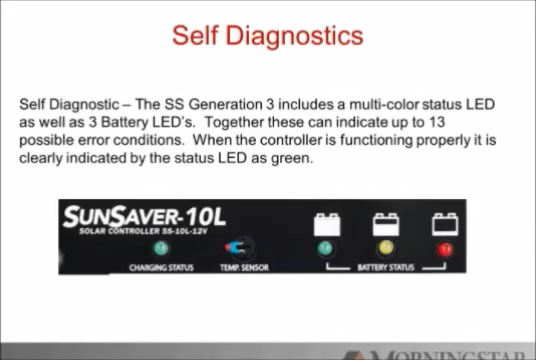 Self Diagnostics
Self Diagnostic – The SS Generation 3 includes a multi-color status LED
as well as 3 Battery LED's. Together these can indicate up to 13
possible error conditions. When the controller is functioning properly it is
clearly indicated by the status LED as green.
SUNSAVER-10L
SOLAR CONTROLLER SS-10L-12V
CHARGING STATUS TEMP. SENSOR BATTERY STATUS
MORNINGSTAR